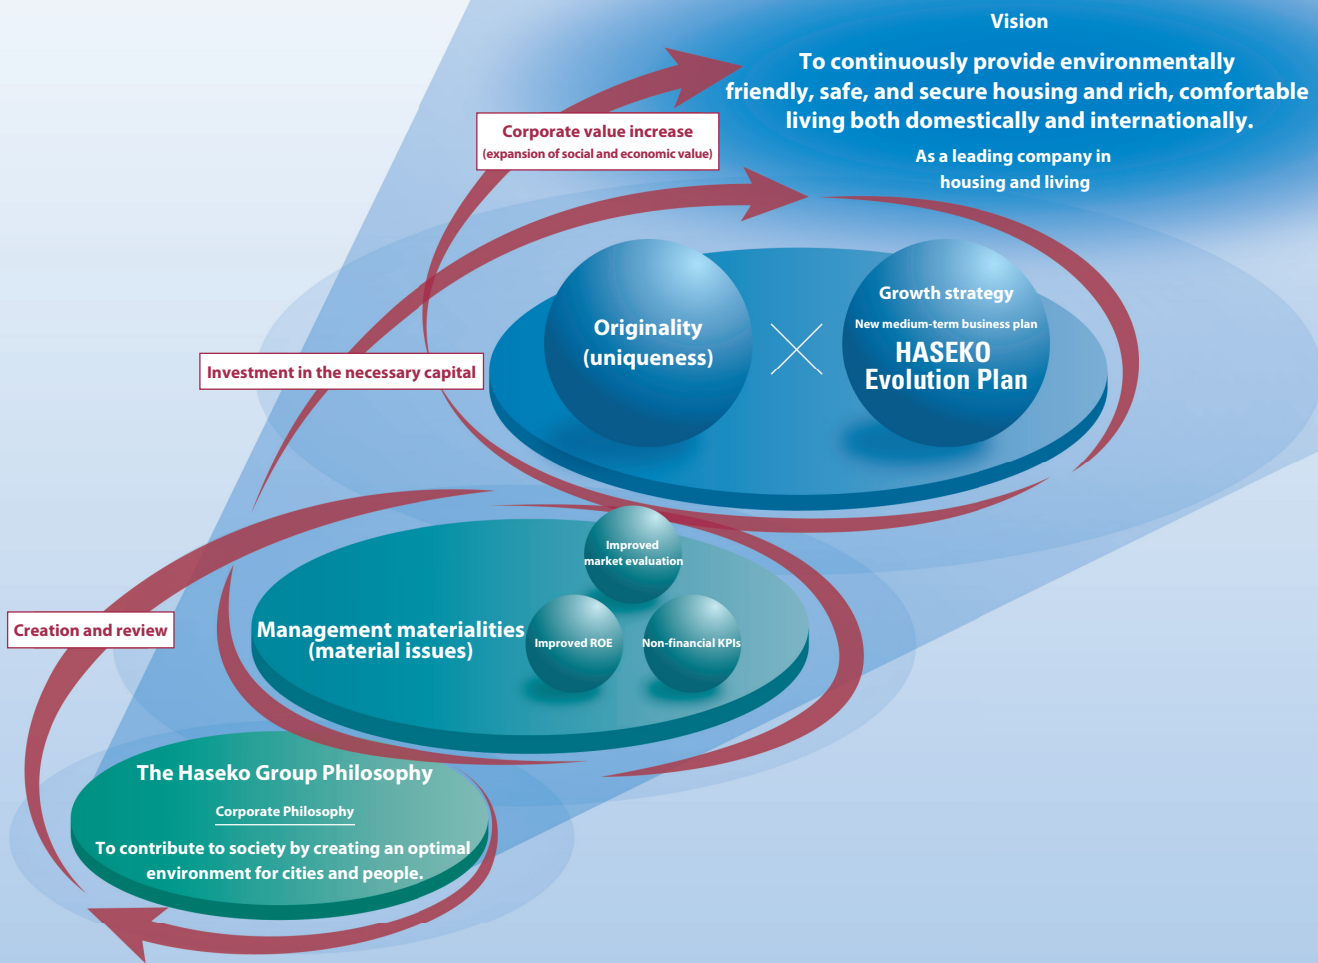 Vision
To continuously provide environmentally
friendly, safe, and secure housing and rich, comfortable
living both domestically and internationally.
As a leading company in
housing and living
Corporate value increase
(expansion of social and economic value)
Originality
(uniqueness)
Growth strategy
New medium-term business plan
HASEKO
Evolution Plan
Investment in the necessary capital
Improved
market evaluation
Management materialities
(material issues)
Improved ROE
Non-financial KPIs
Creation and review
The Haseko Group Philosophy
Corporate Philosophy
To contribute to society by creating an optimal
environment for cities and people.